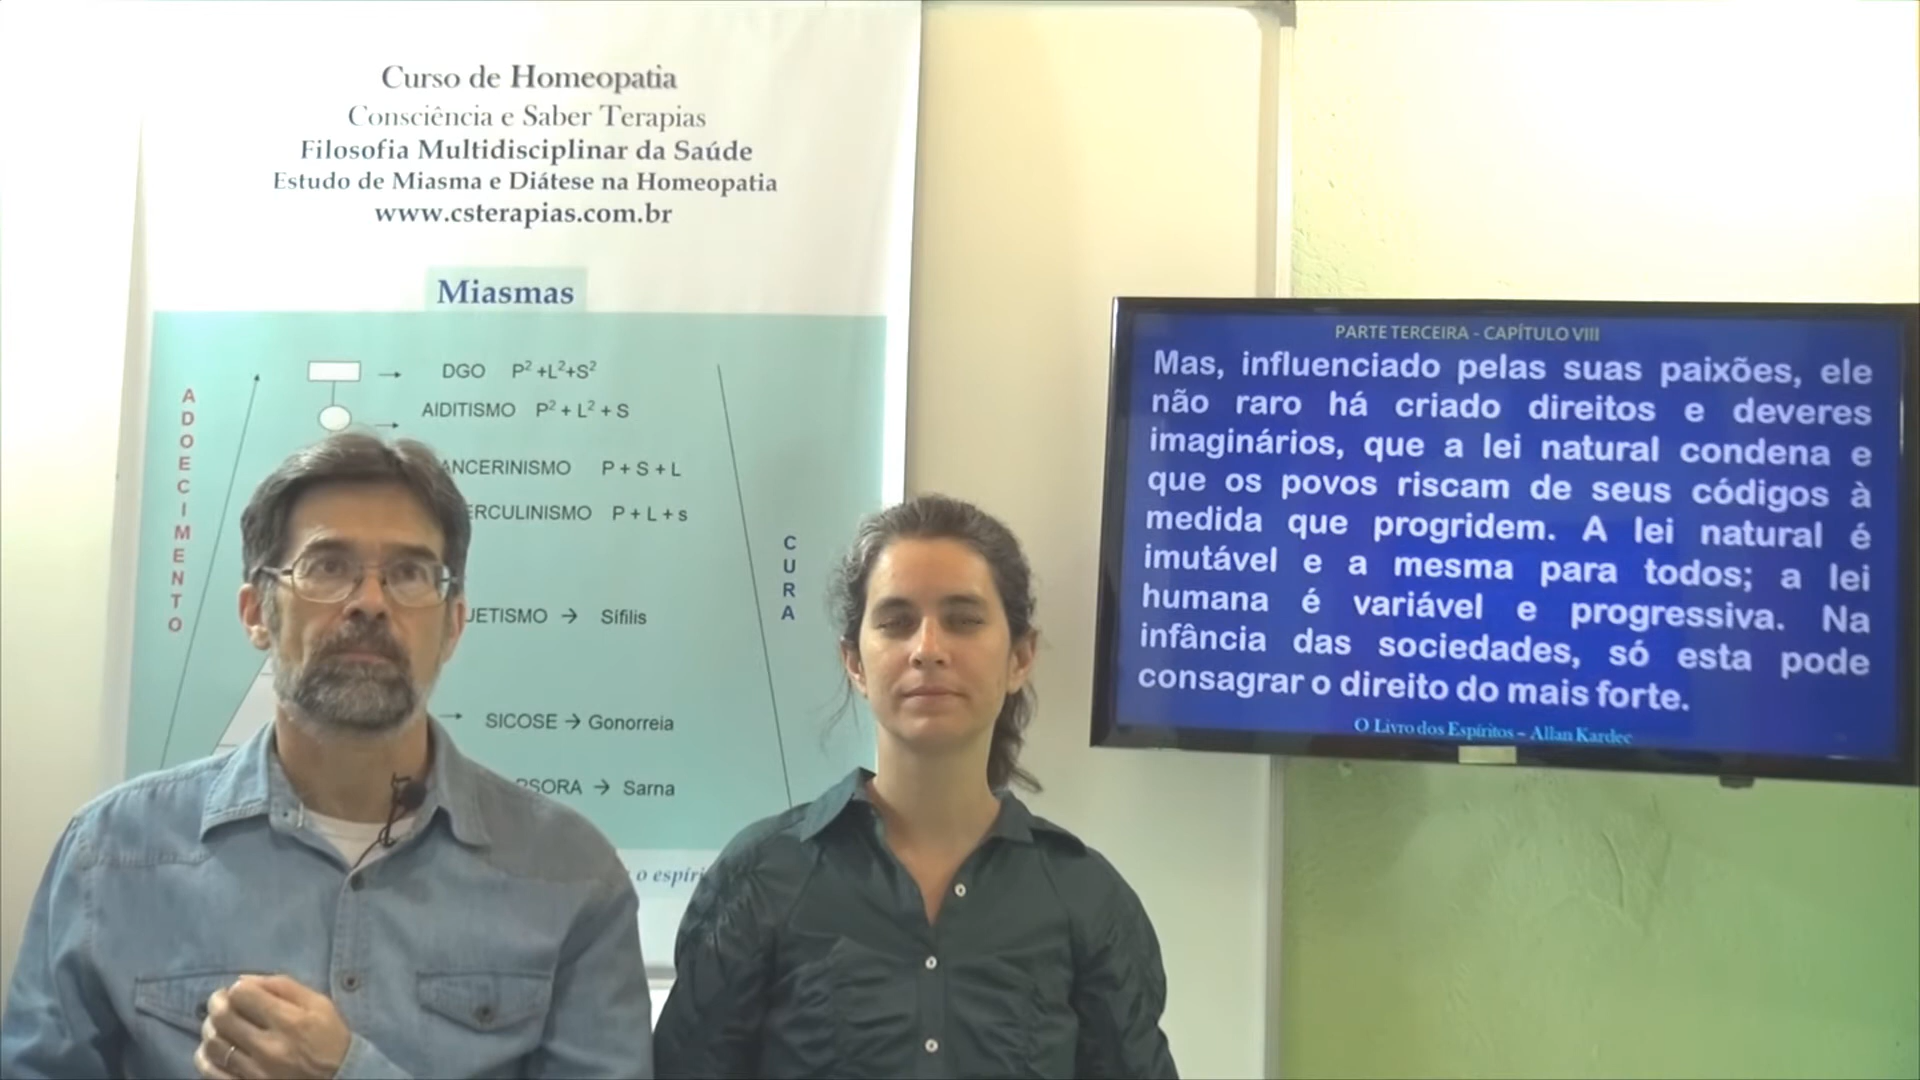 Curso de Homeopatia
Consciência e Saber Terapias
Filosofia Multidisciplinar da Saúde
Estudo de Miasma e Diátese na Homeopatia
www.csterapias.com.br
Miasmas
ADOECIMENTO
DGO P² +L²+S²
AIDITISMO P² + L² + S
ANCERINISMO P + S + L
ERCULINISMO P + L + s
UETISMO → Sífilis
SICOSE → Gonorreia
PSORA → Sarna
CURA
o espíri
PARTE TERCEIRA - CAPÍTULO VIII
Mas, influenciado pelas suas paixões, ele
não raro há criado direitos e deveres
imaginários, que a lei natural condena e
que os povos riscam de seus códigos à
medida que progridem. A lei natural é
imutável e a mesma para todos; a lei
humana é variável e progressiva. Na
infância das sociedades, só esta pode
consagrar o direito do mais forte.
O Livro dos Espíritos – Allan Kardec